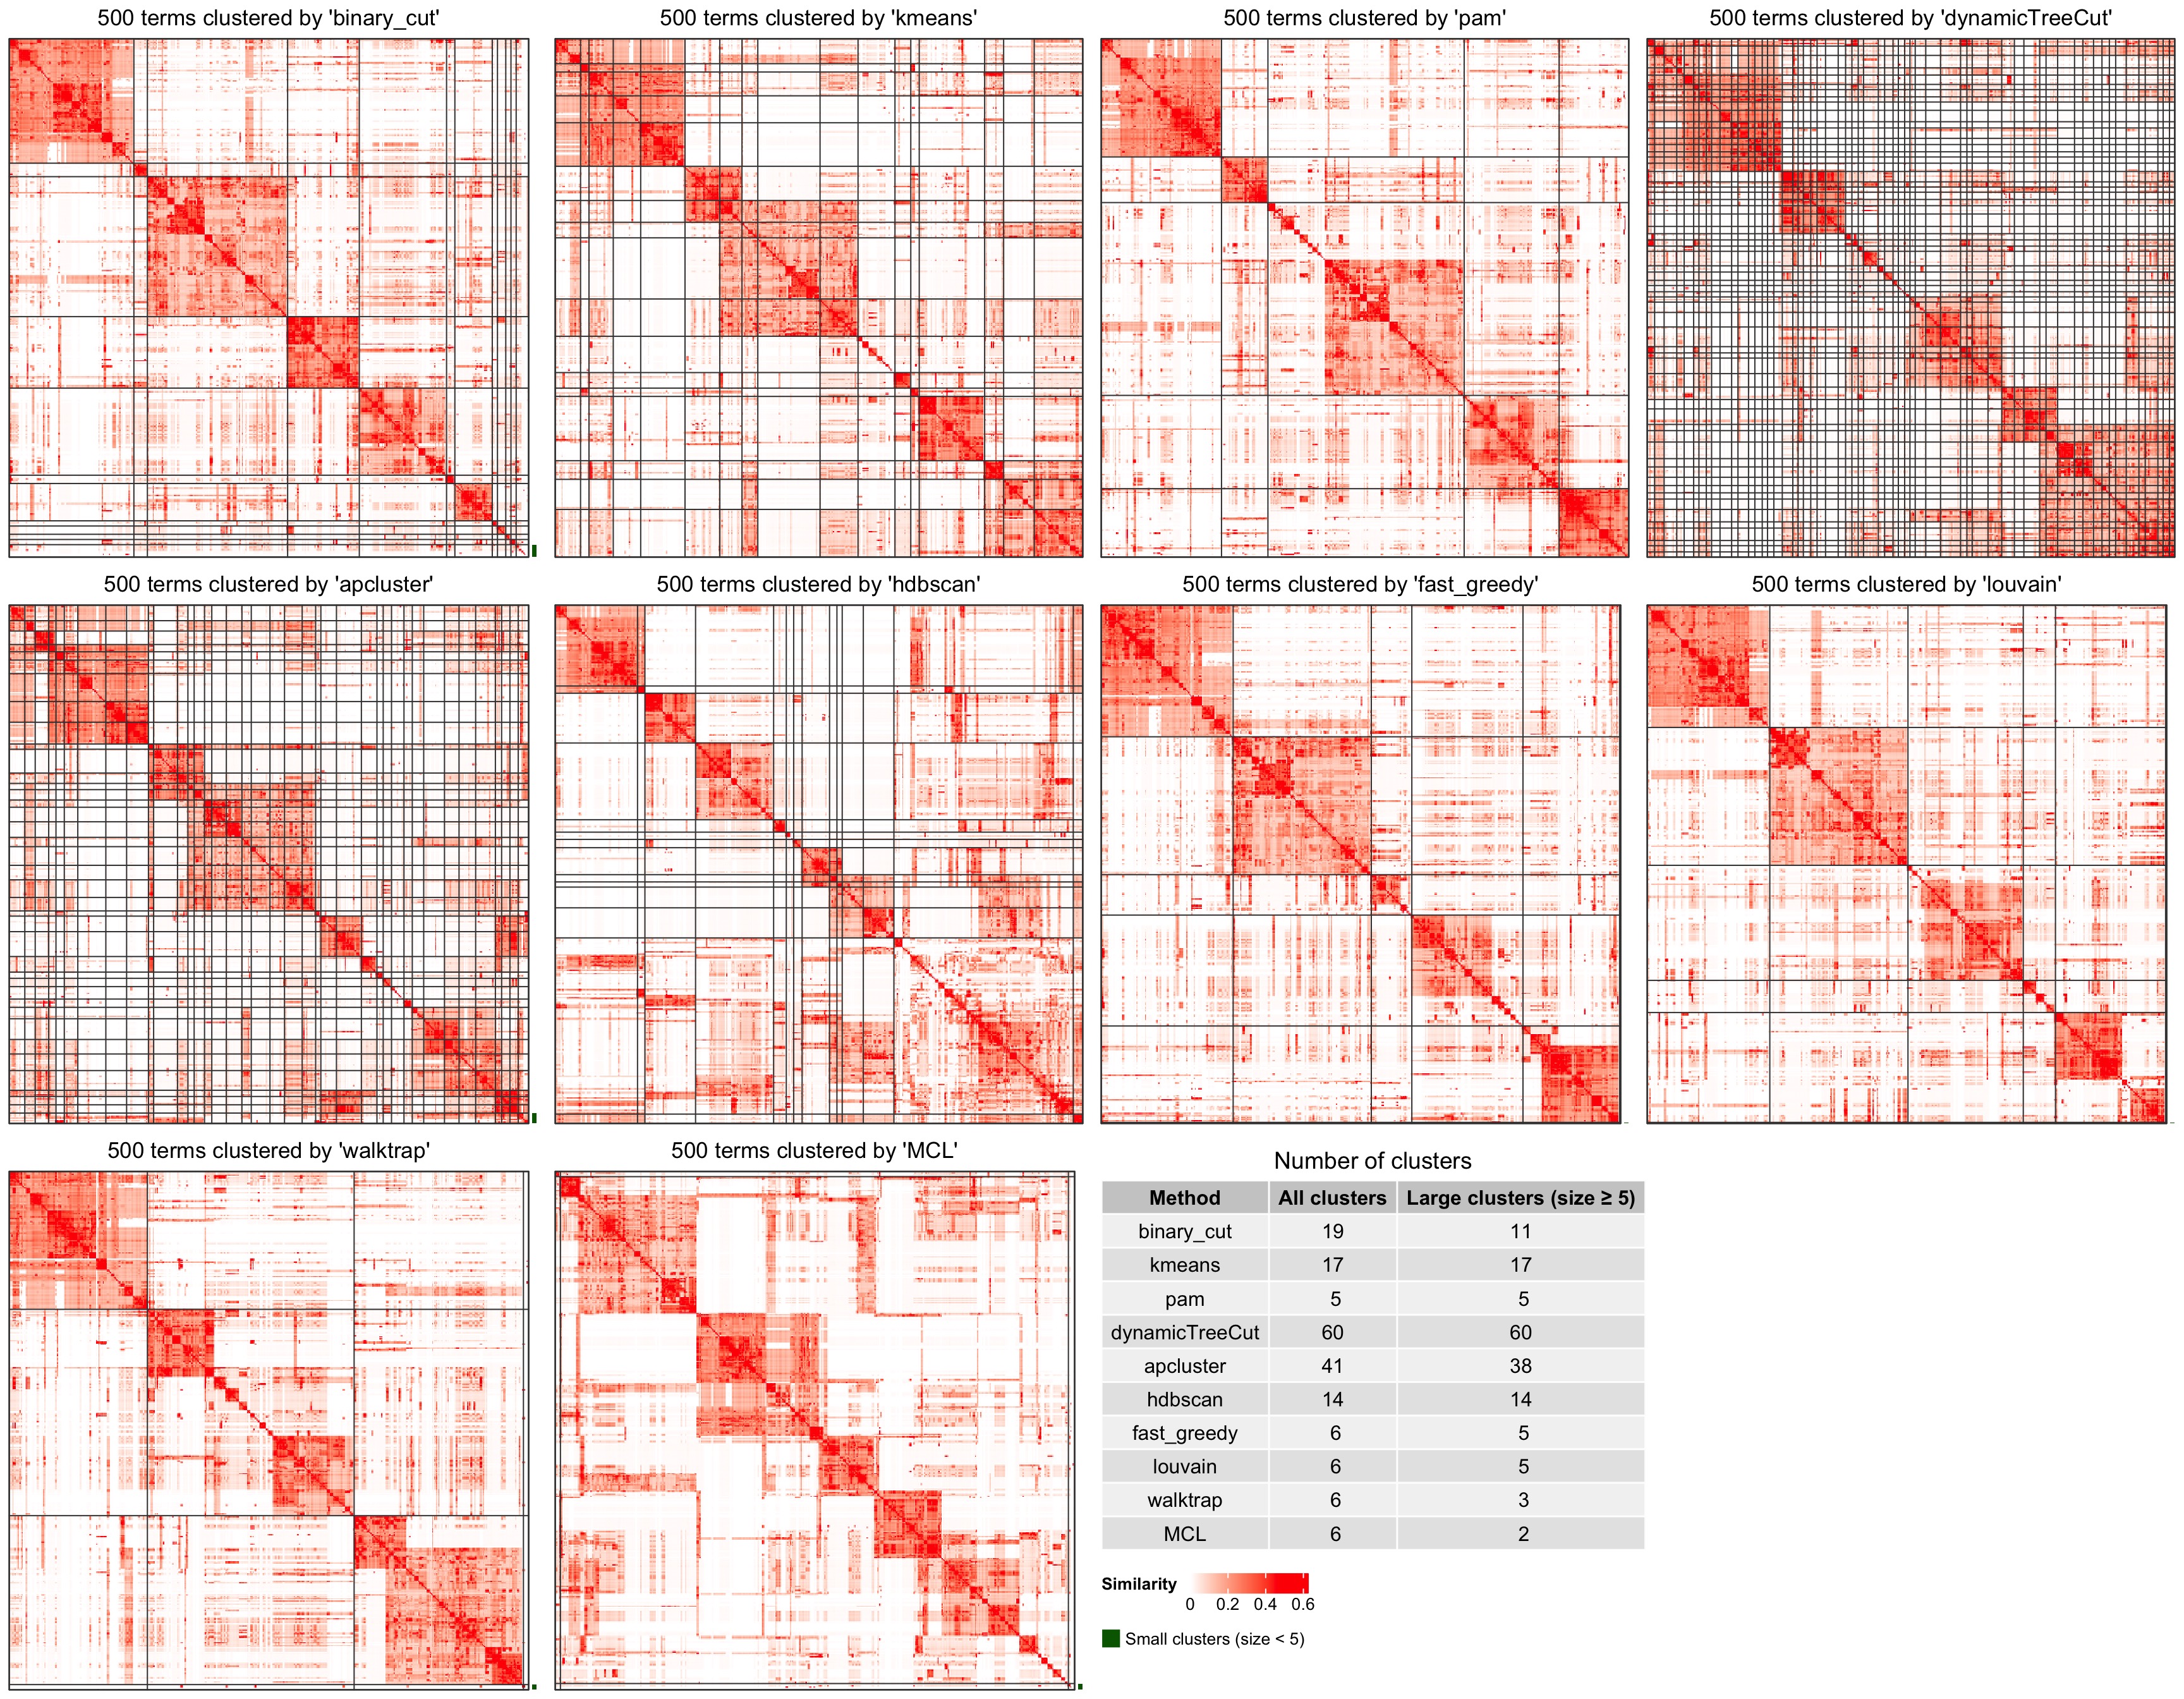 500 terms clustered by 'binary_cut'
500 terms clustered by 'kmeans'
500 terms clustered by 'pam'
500 terms clustered by 'dynamicTreeCut'
500 terms clustered by 'apcluster'
500 terms clustered by 'hdbscan'
500 terms clustered by 'fast_greedy'
500 terms clustered by 'louvain'
500 terms clustered by 'walktrap'
500 terms clustered by 'MCL'
Number of clusters
Method All clusters Large clusters (size ≥ 5)
binary_cut 19 11
kmeans 17 17
pam 5 5
dynamicTreeCut 60 60
apcluster 41 38
hdbscan 14 14
fast_greedy 6 5
louvain 6 5
walktrap 6 3
MCL 6 2
Similarity
0 0.2 0.4 0.6
Small clusters (size < 5)